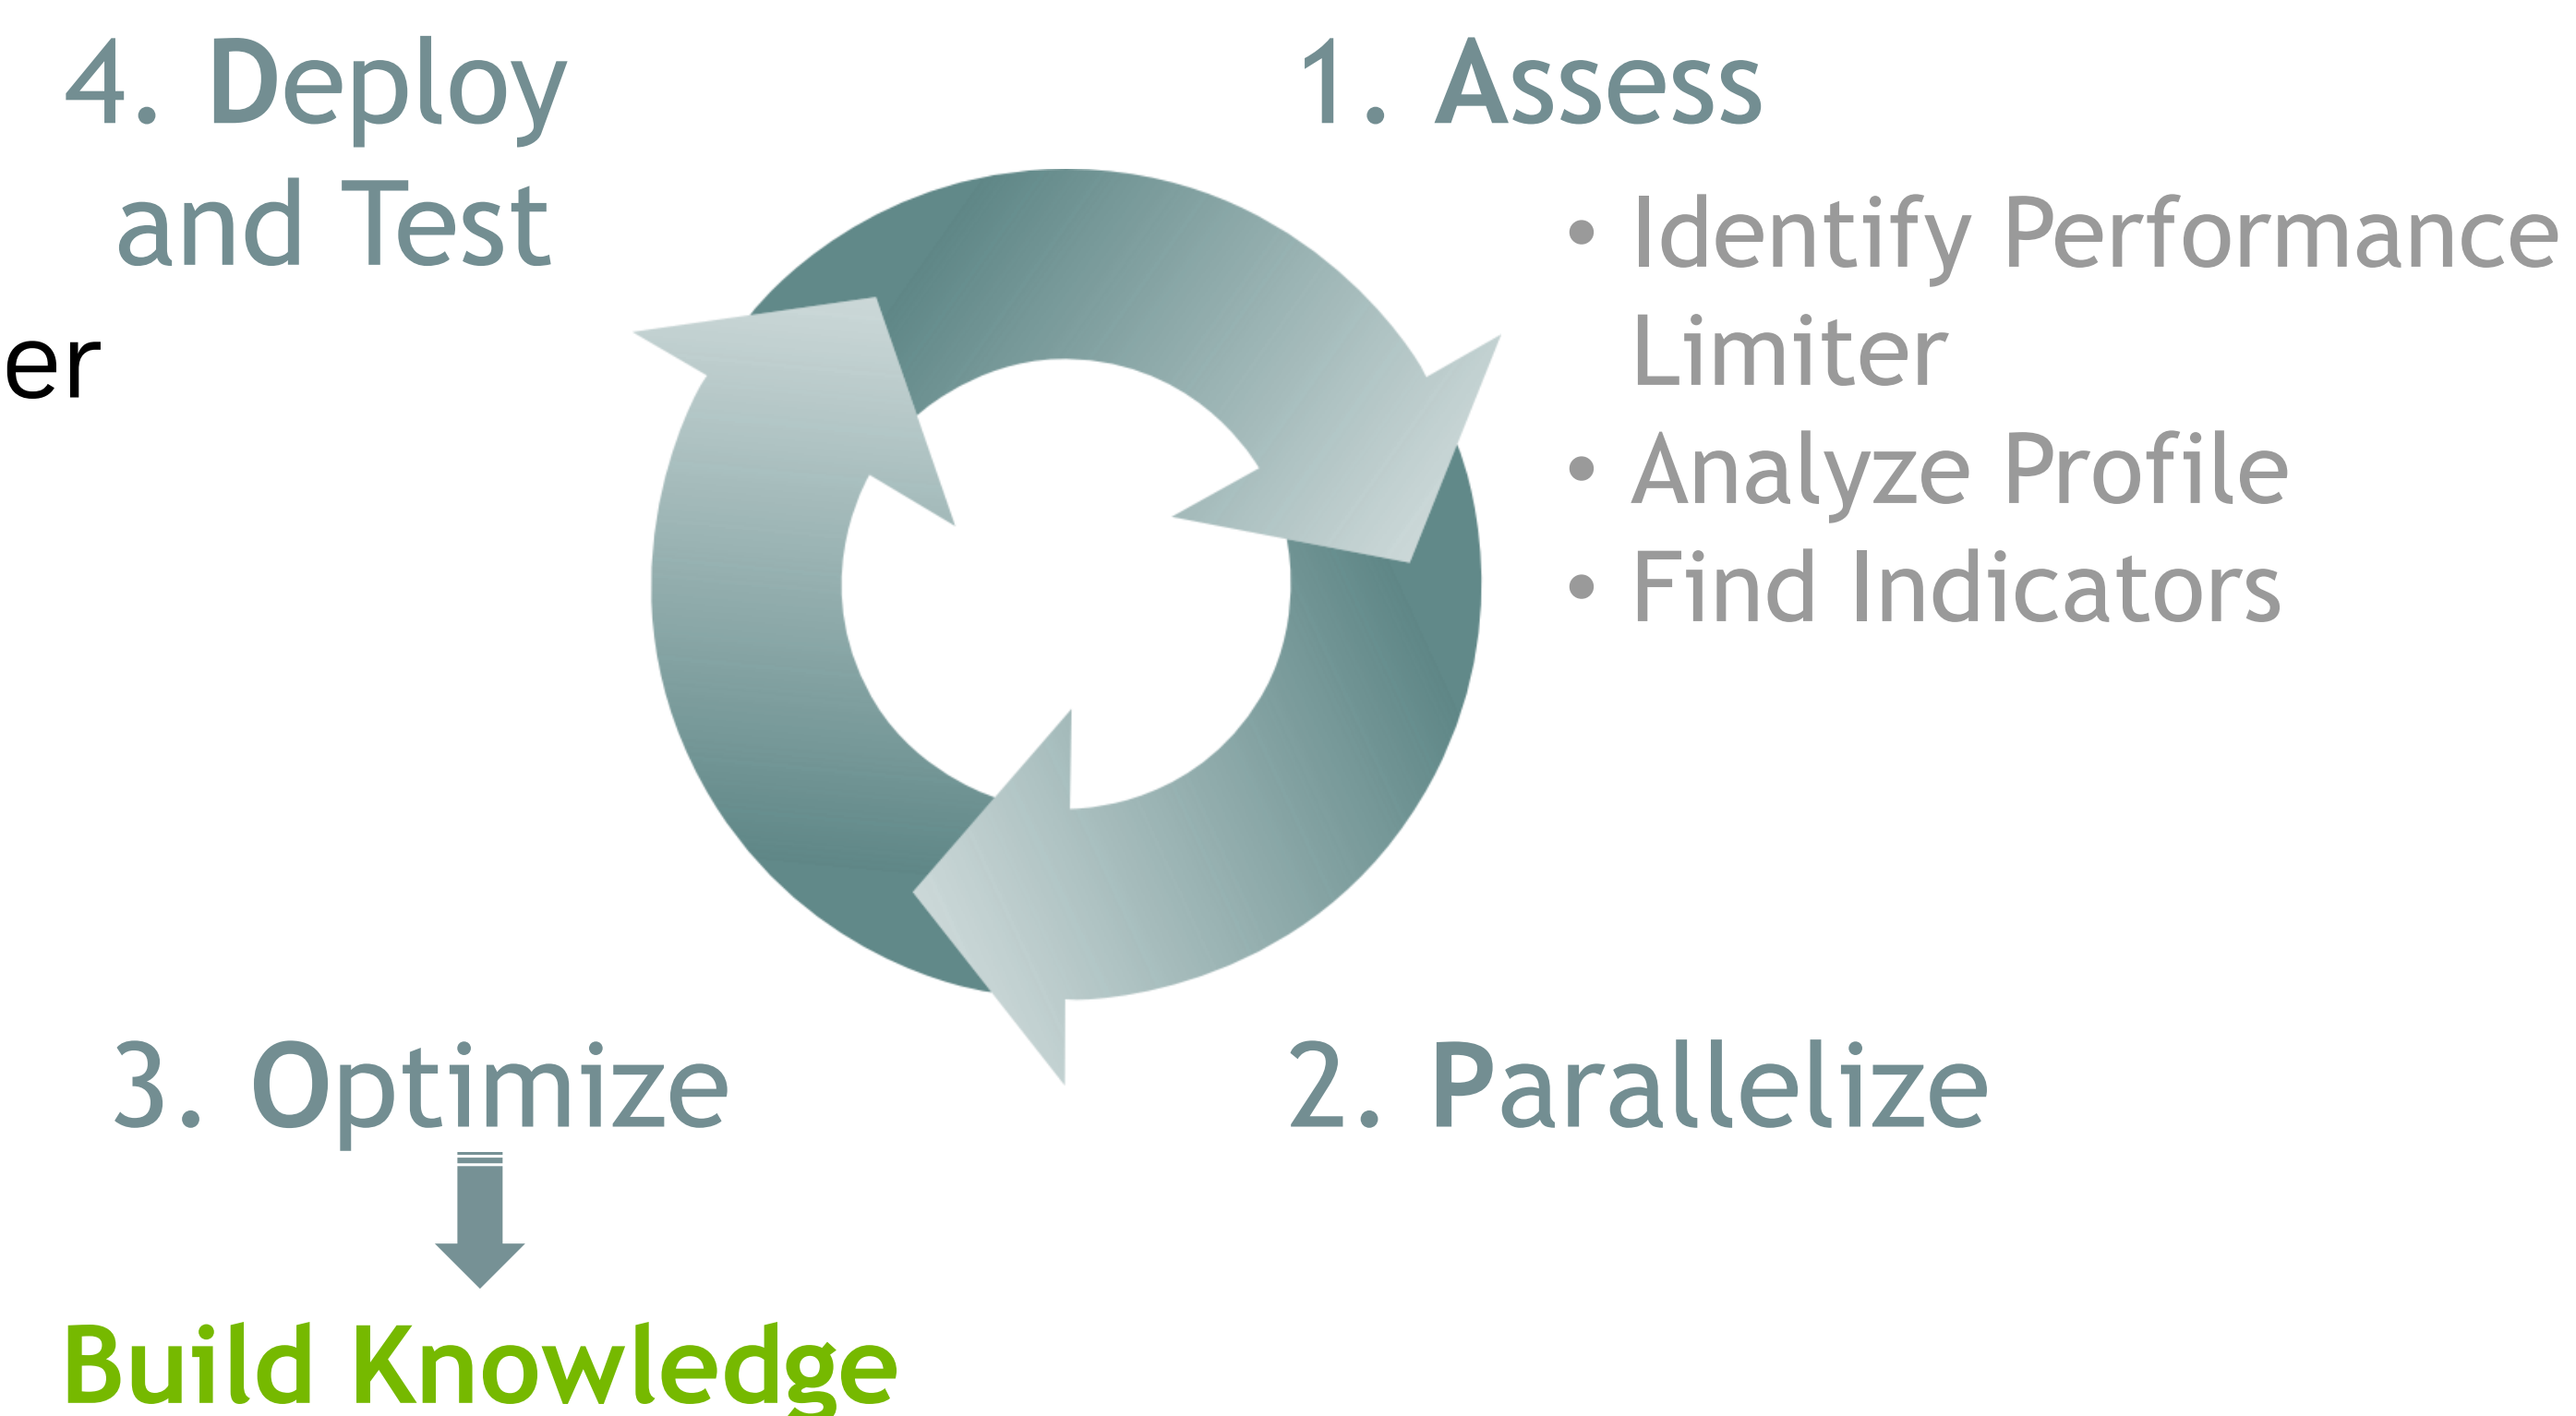 4. Deploy
and Test
er
1. Assess
• Identify Performance
Limiter
• Analyze Profile
• Find Indicators
3. Optimize
2. Parallelize
Build Knowledge